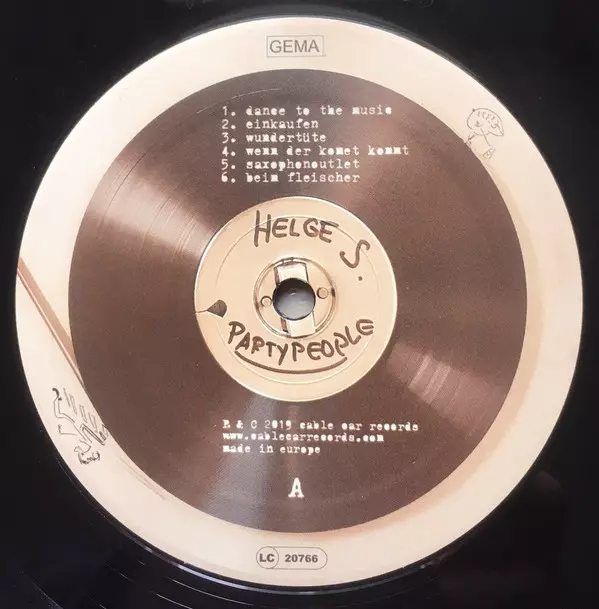 GEMA
1. dance to the music
2. einkaufen
3. wundertüte
4. wenn der komet kommt
5. saxophonoutlet
6. beim fleischer
HELGE S.
PARTYPEOPLE
P & C 2019 cable car records
www.cablecarrecords.com
made in europe
A
LC 20766